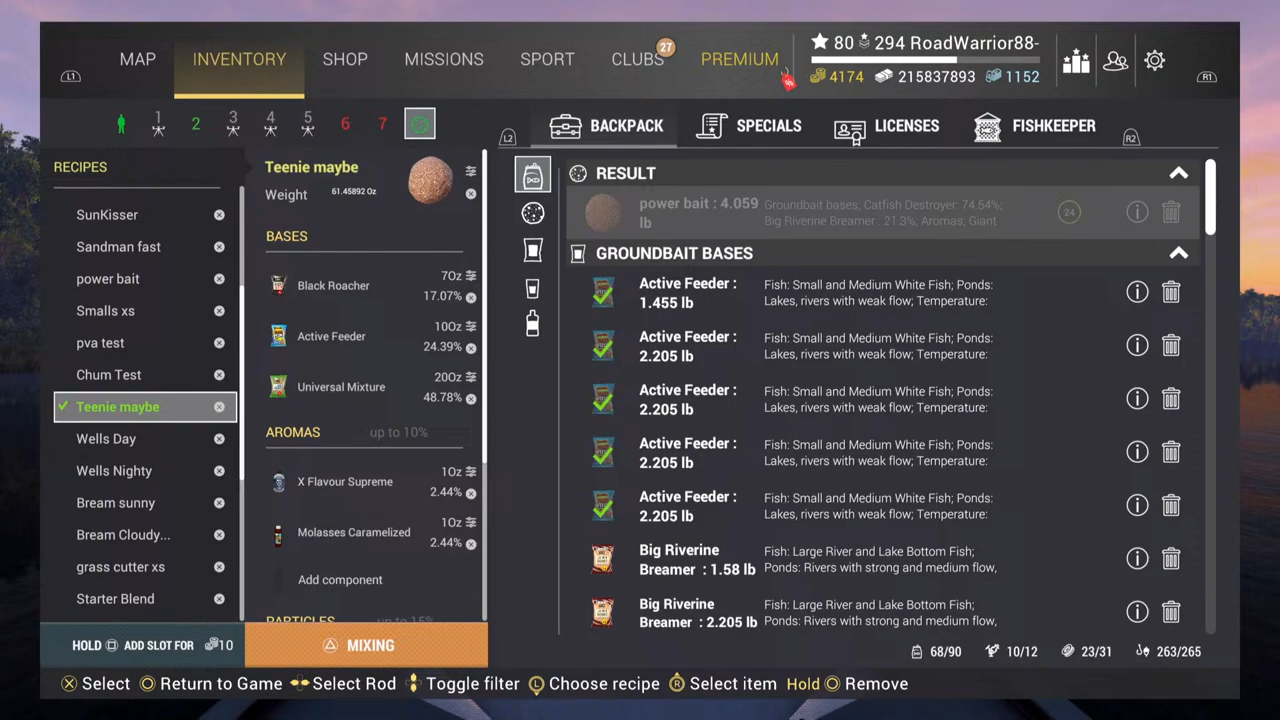 MAP INVENTORY SHOP MISSIONS SPORT CLUBS 27 PREMIUM
80 294 RoadWarrior88-
4174 215837893 1152
L1 R1
1 2 3 4 5 6 7
L2 BACKPACK SPECIALS LICENSES FISHKEEPER R2
RECIPES
SunKisser
Sandman fast
power bait
Smalls xs
pva test
Chum Test
Teenie maybe
Wells Day
Wells Nighty
Bream sunny
Bream Cloudy...
grass cutter xs
Starter Blend
HOLD ADD SLOT FOR 10
Teenie maybe
Weight 61.45892 Oz
BASES
Black Roacher 7Oz 17.07%
Active Feeder 10Oz 24.39%
Universal Mixture 20Oz 48.78%
AROMAS up to 10%
X Flavour Supreme 1Oz 2.44%
Molasses Caramelized 1Oz 2.44%
Add component
PARTICLES up to 15%
MIXING
RESULT
power bait : 4.059 lb
Groundbait bases; Catfish Destroyer: 74.54%;
Big Riverine Breamer : 21.3%, Aromas; Giant
24
GROUNDBAIT BASES
Active Feeder :
1.455 lb
Fish: Small and Medium White Fish; Ponds:
Lakes, rivers with weak flow; Temperature:
Active Feeder :
2.205 lb
Fish: Small and Medium White Fish; Ponds:
Lakes, rivers with weak flow; Temperature:
Active Feeder :
2.205 lb
Fish: Small and Medium White Fish; Ponds:
Lakes, rivers with weak flow; Temperature:
Active Feeder :
2.205 lb
Fish: Small and Medium White Fish; Ponds:
Lakes, rivers with weak flow; Temperature:
Active Feeder :
2.205 lb
Fish: Small and Medium White Fish; Ponds:
Lakes, rivers with weak flow; Temperature:
Big Riverine
Breamer : 1.58 lb
Fish: Large River and Lake Bottom Fish;
Ponds: Rivers with strong and medium flow,
Big Riverine
Breamer : 2.205 lb
Fish: Large River and Lake Bottom Fish;
Ponds: Rivers with strong and medium flow,
68/90 10/12 23/31 263/265
Select Return to Game Select Rod Toggle filter L Choose recipe R Select item Hold Remove